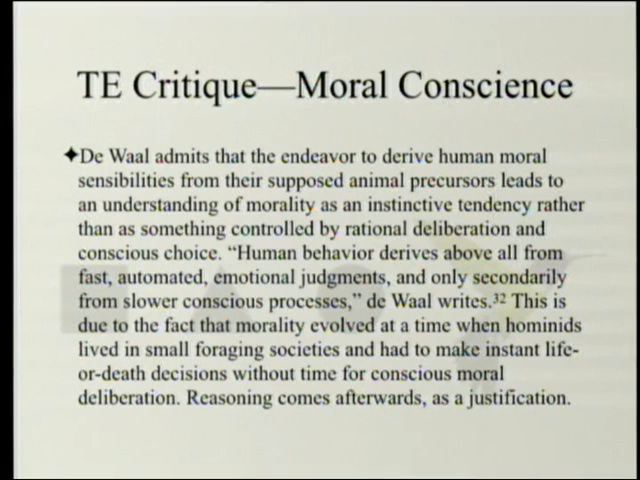 TE Critique—Moral Conscience
✦De Waal admits that the endeavor to derive human moral
sensibilities from their supposed animal precursors leads to
an understanding of morality as an instinctive tendency rather
than as something controlled by rational deliberation and
conscious choice. “Human behavior derives above all from
fast, automated, emotional judgments, and only secondarily
from slower conscious processes,” de Waal writes.³² This is
due to the fact that morality evolved at a time when hominids
lived in small foraging societies and had to make instant life-
or-death decisions without time for conscious moral
deliberation. Reasoning comes afterwards, as a justification.